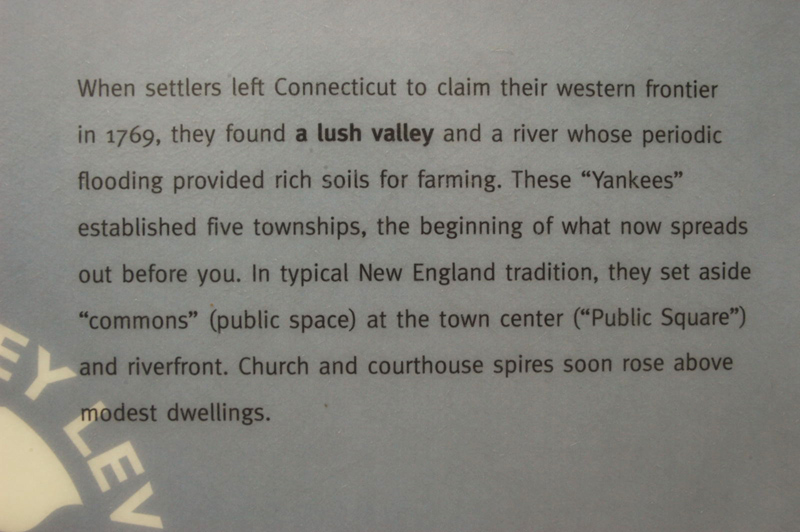 When settlers left Connecticut to claim their western frontier
in 1769, they found a lush valley and a river whose periodic
flooding provided rich soils for farming. These “Yankees”
established five townships, the beginning of what now spreads
out before you. In typical New England tradition, they set aside
“commons” (public space) at the town center (“Public Square”)
and riverfront. Church and courthouse spires soon rose above
modest dwellings.
EY LEV